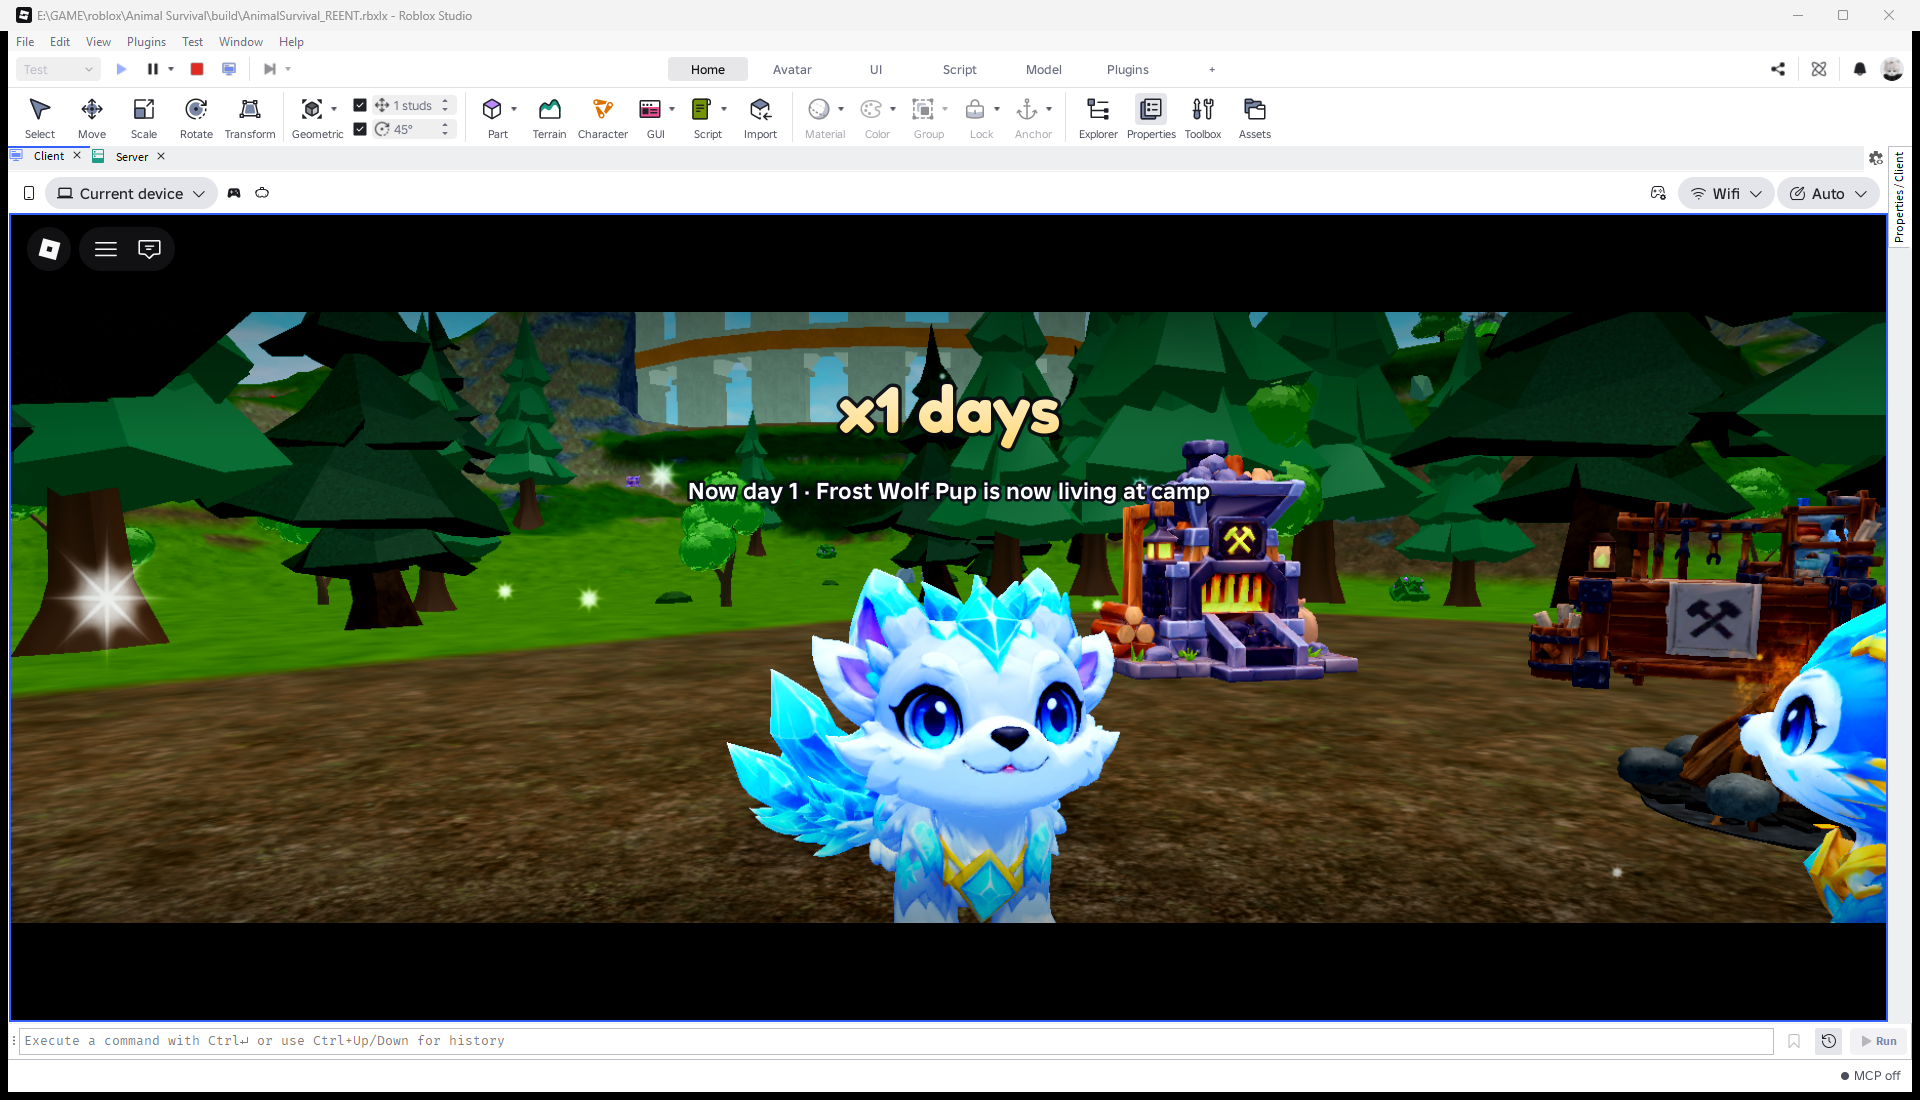 E:\GAME\roblox\Animal Survival\build\AnimalSurvival_REENT.rbxlx - Roblox Studio
File Edit View Plugins Test Window Help
Test
Home Avatar UI Script Model Plugins +
1 studs
45°
Select Move Scale Rotate Transform Geometric Part Terrain Character GUI Script Import Material Color Group Lock Anchor Explorer Properties Toolbox Assets
Client Server
Properties / Client
Current device
Wifi Auto
x1 days
Now day 1 · Frost Wolf Pup is now living at camp
Execute a command with Ctrl↵ or use Ctrl+Up/Down for history
Run
MCP off